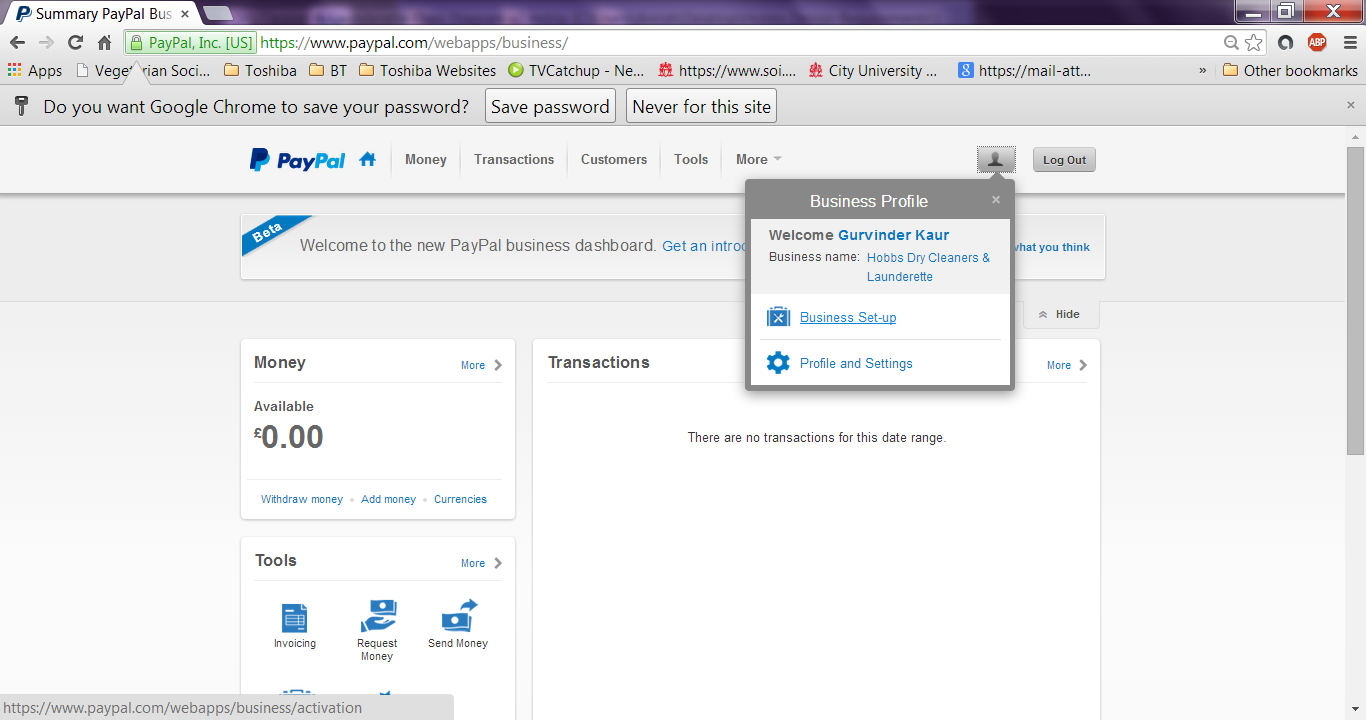 Summary PayPal Bus
PayPal, Inc. [US] https://www.paypal.com/webapps/business/
ABP
Apps Vegetarian Soci... Toshiba BT Toshiba Websites TVCatchup - Ne... https://www.soi.... City University ... https://mail-att... » Other bookmarks
Do you want Google Chrome to save your password? Save password Never for this site
PayPal Money Transactions Customers Tools More Log Out
Business Profile
Welcome Gurvinder Kaur
Business name: Hobbs Dry Cleaners &
Launderette
Business Set-up
Profile and Settings
Beta
Welcome to the new PayPal business dashboard. Get an what you think
Hide
Money More
Available
£0.00
Withdraw money Add money Currencies
Transactions More
There are no transactions for this date range.
Tools More
Invoicing
Request
Money
Send Money
https://www.paypal.com/webapps/business/activation